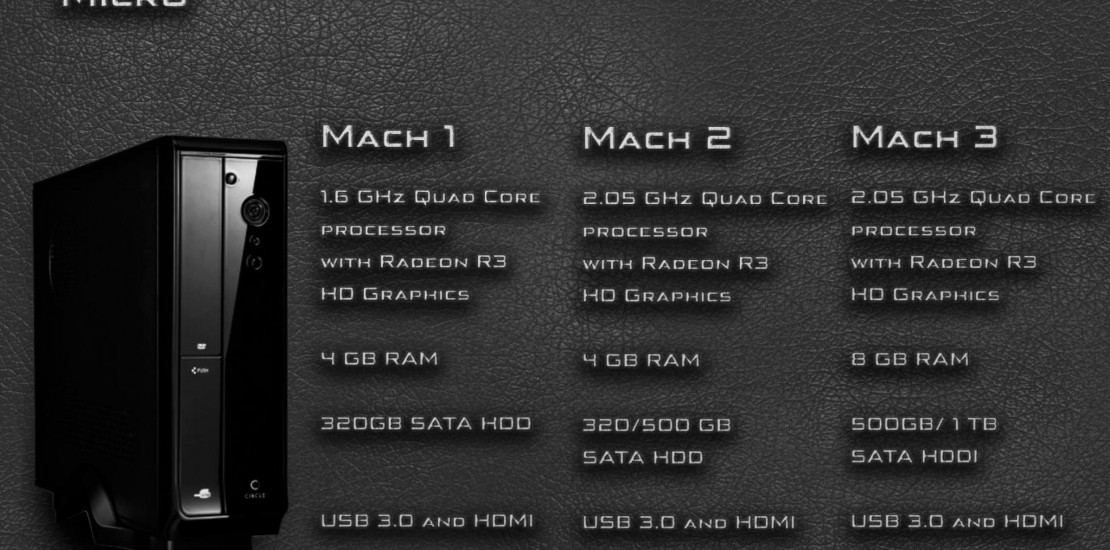 Micro
Mach 1
1.6 GHz Quad Core
processor
with Radeon R3
HD Graphics
4 GB RAM
320GB SATA HDD
USB 3.0 and HDMI
Mach 2
2.05 GHz Quad Core
processor
with Radeon R3
HD Graphics
4 GB RAM
320/500 GB
SATA HDD
USB 3.0 and HDMI
Mach 3
2.05 GHz Quad Core
processor
with Radeon R3
HD Graphics
8 GB RAM
500GB/ 1 TB
SATA HDDI
USB 3.0 and HDMI
PUSH
C
CIRCLE